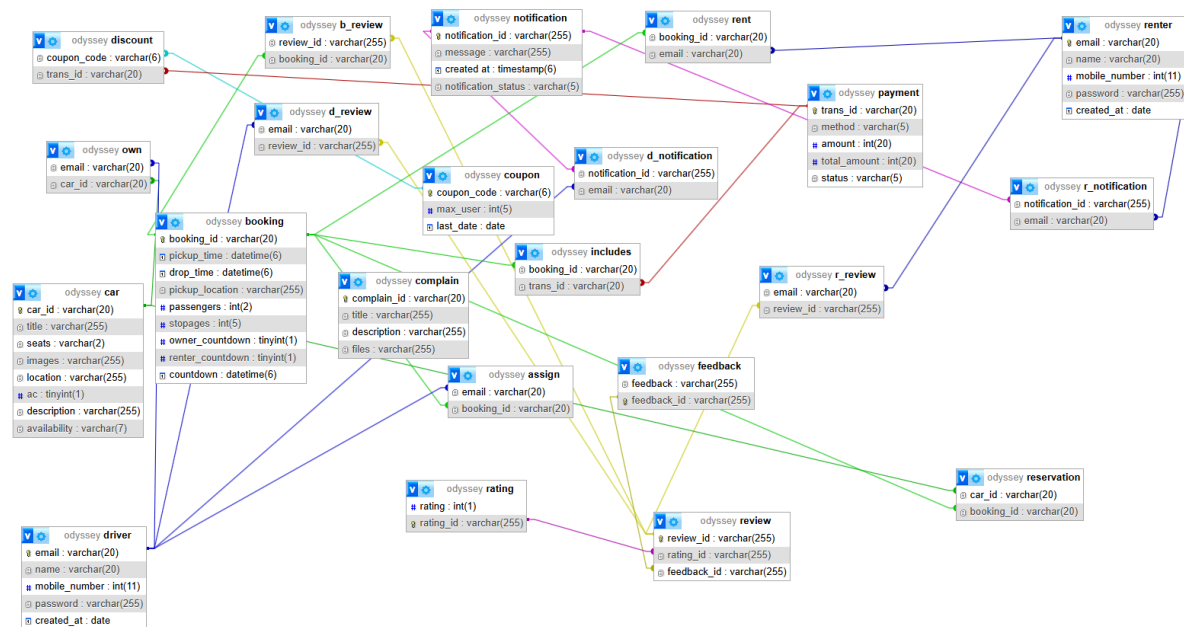 odyssey discount
coupon_code : varchar(6)
trans_id : varchar(20)
odyssey b_review
review_id : varchar(255)
booking_id : varchar(20)
odyssey notification
notification_id : varchar(255)
message : varchar(255)
created at : timestamp(6)
notification_status : varchar(5)
odyssey rent
booking_id : varchar(20)
email : varchar(20)
odyssey renter
email : varchar(20)
name : varchar(20)
mobile_number : int(11)
password : varchar(255)
created_at : date
odyssey payment
trans_id : varchar(20)
method : varchar(5)
amount : int(20)
total_amount : int(20)
status : varchar(5)
odyssey d_review
email : varchar(20)
review_id : varchar(255)
odyssey own
email : varchar(20)
car_id : varchar(20)
odyssey coupon
coupon_code : varchar(6)
max_user : int(5)
last_date : date
odyssey d_notification
notification_id : varchar(255)
email : varchar(20)
odyssey r_notification
notification_id : varchar(255)
email : varchar(20)
odyssey booking
booking_id : varchar(20)
pickup_time : datetime(6)
drop_time : datetime(6)
pickup_location : varchar(255)
passengers : int(2)
stopages : int(5)
owner_countdown : tinyint(1)
renter_countdown : tinyint(1)
countdown : datetime(6)
odyssey includes
booking_id : varchar(20)
trans_id : varchar(20)
odyssey r_review
email : varchar(20)
review_id : varchar(255)
odyssey complain
complain_id : varchar(20)
title : varchar(255)
description : varchar(255)
files : varchar(255)
odyssey car
car_id : varchar(20)
title : varchar(255)
seats : varchar(2)
images : varchar(255)
location : varchar(255)
ac : tinyint(1)
description : varchar(255)
availability : varchar(7)
odyssey assign
email : varchar(20)
booking_id : varchar(20)
odyssey feedback
feedback : varchar(255)
feedback_id : varchar(255)
odyssey reservation
car_id : varchar(20)
booking_id : varchar(20)
odyssey rating
rating : int(1)
rating_id : varchar(255)
odyssey review
review_id : varchar(255)
rating_id : varchar(255)
feedback_id : varchar(255)
odyssey driver
email : varchar(20)
name : varchar(20)
mobile_number : int(11)
password : varchar(255)
created_at : date